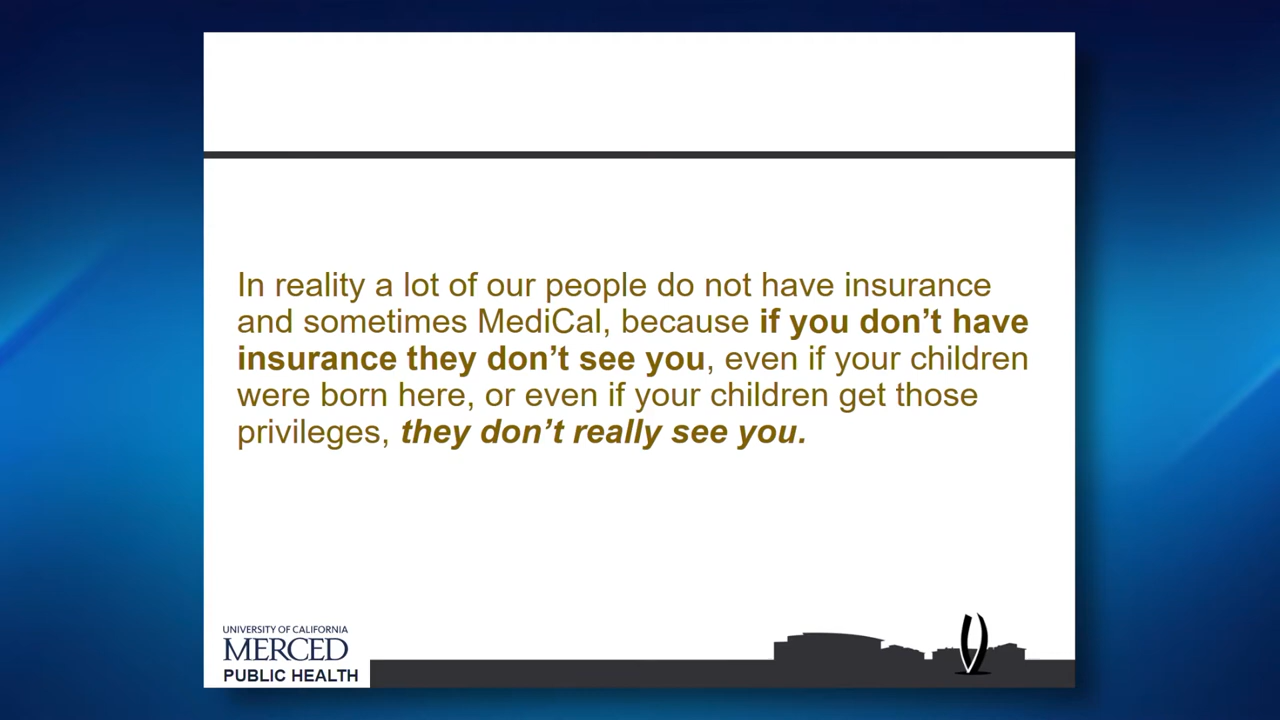 In reality a lot of our people do not have insurance
and sometimes MediCal, because if you don’t have
insurance they don’t see you, even if your children
were born here, or even if your children get those
privileges, they don’t really see you.
UNIVERSITY OF CALIFORNIA
MERCED
PUBLIC HEALTH